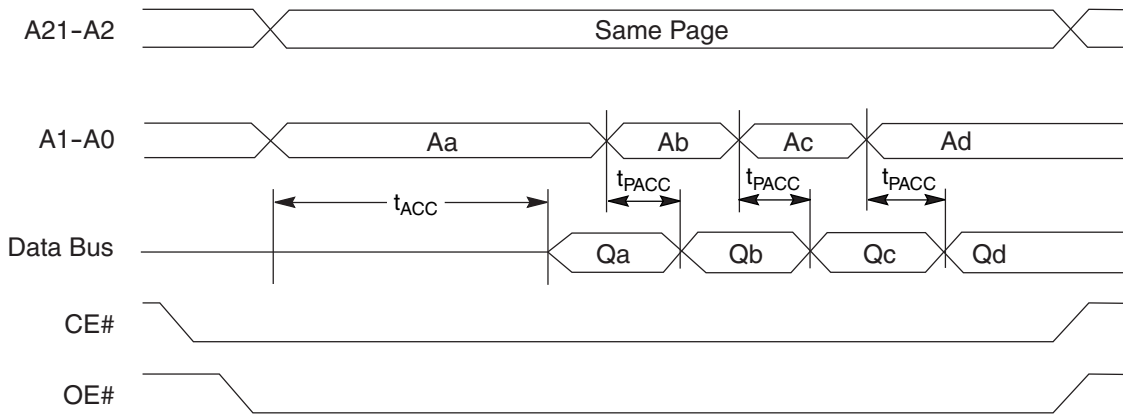 A21-A2 Same Page
A1-A0 Aa Ab Ac Ad
tPACC tPACC tPACC
tACC
Data Bus Qa Qb Qc Qd
CE#
OE#